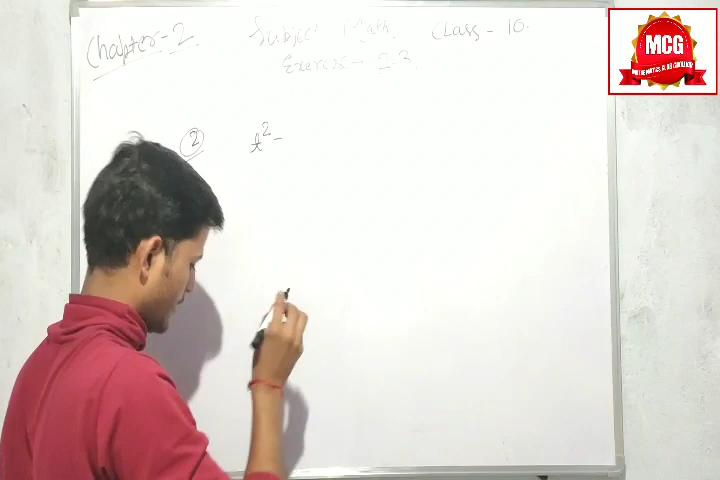 Chapter-2. Subject Math. Class-10.
Exercise-2.3.
2 t²-
MCG